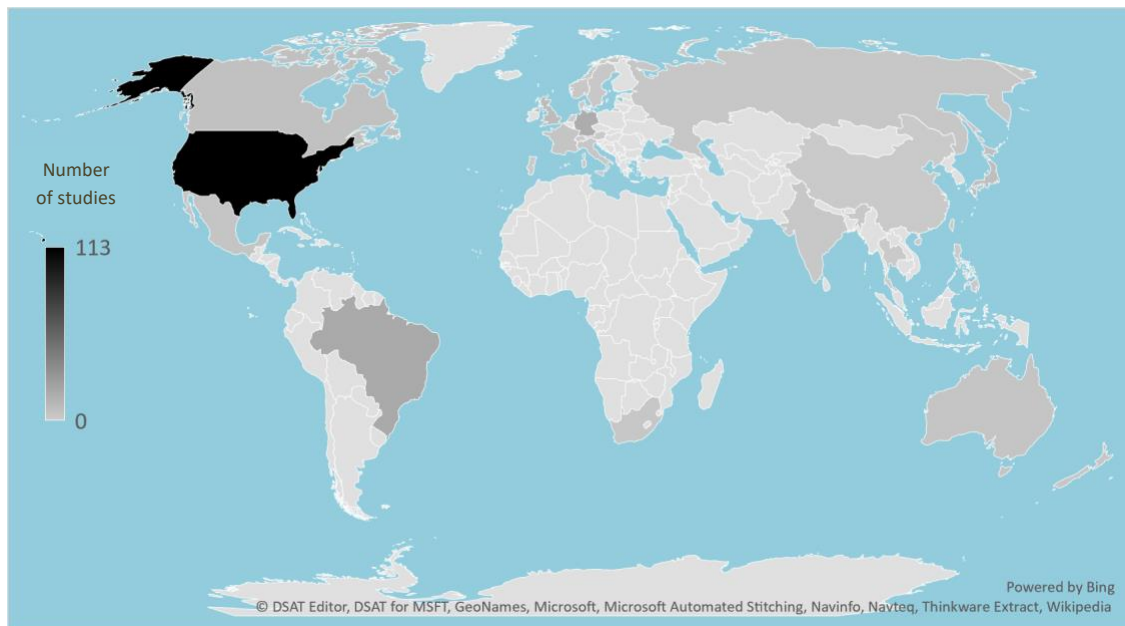 Number
of studies
113
0
Powered by Bing
© DSAT Editor, DSAT for MSFT, GeoNames, Microsoft, Microsoft Automated Stitching, Navinfo, Navteq, Thinkware Extract, Wikipedia